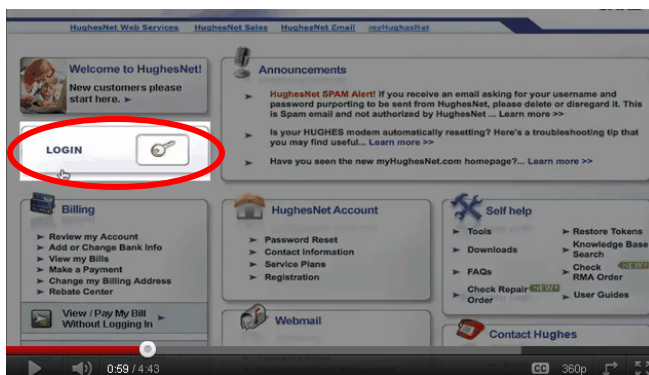 HughesNet Web Services HughesNet Sales HughesNet Email myHughesNet
Welcome to HughesNet!
New customers please
start here.
LOGIN
Announcements
HughesNet SPAM Alert! If you receive an email asking for your username and
password purporting to be sent from HughesNet, please delete or disregard it. This
is Spam email and not authorized by HughesNet ... Learn more >>
Is your HUGHES modem automatically resetting? Here's a troubleshooting tip that
you may find useful... Learn more >>
Have you seen the new myHughesNet.com homepage?... Learn more >>
Billing
Review my Account
Add or Change Bank Info
View my Bills
Make a Payment
Change my Billing Address
Rebate Center
View / Pay My Bill
Without Logging In
HughesNet Account
Password Reset
Contact Information
Service Plans
Registration
Webmail
Self help
Tools
Downloads
FAQs
Check Repair NEW!
Order
Restore Tokens
Knowledge Base
Search
Check NEW!
RMA Order
User Guides
Contact Hughes
0:59 / 4:43
CC 360p